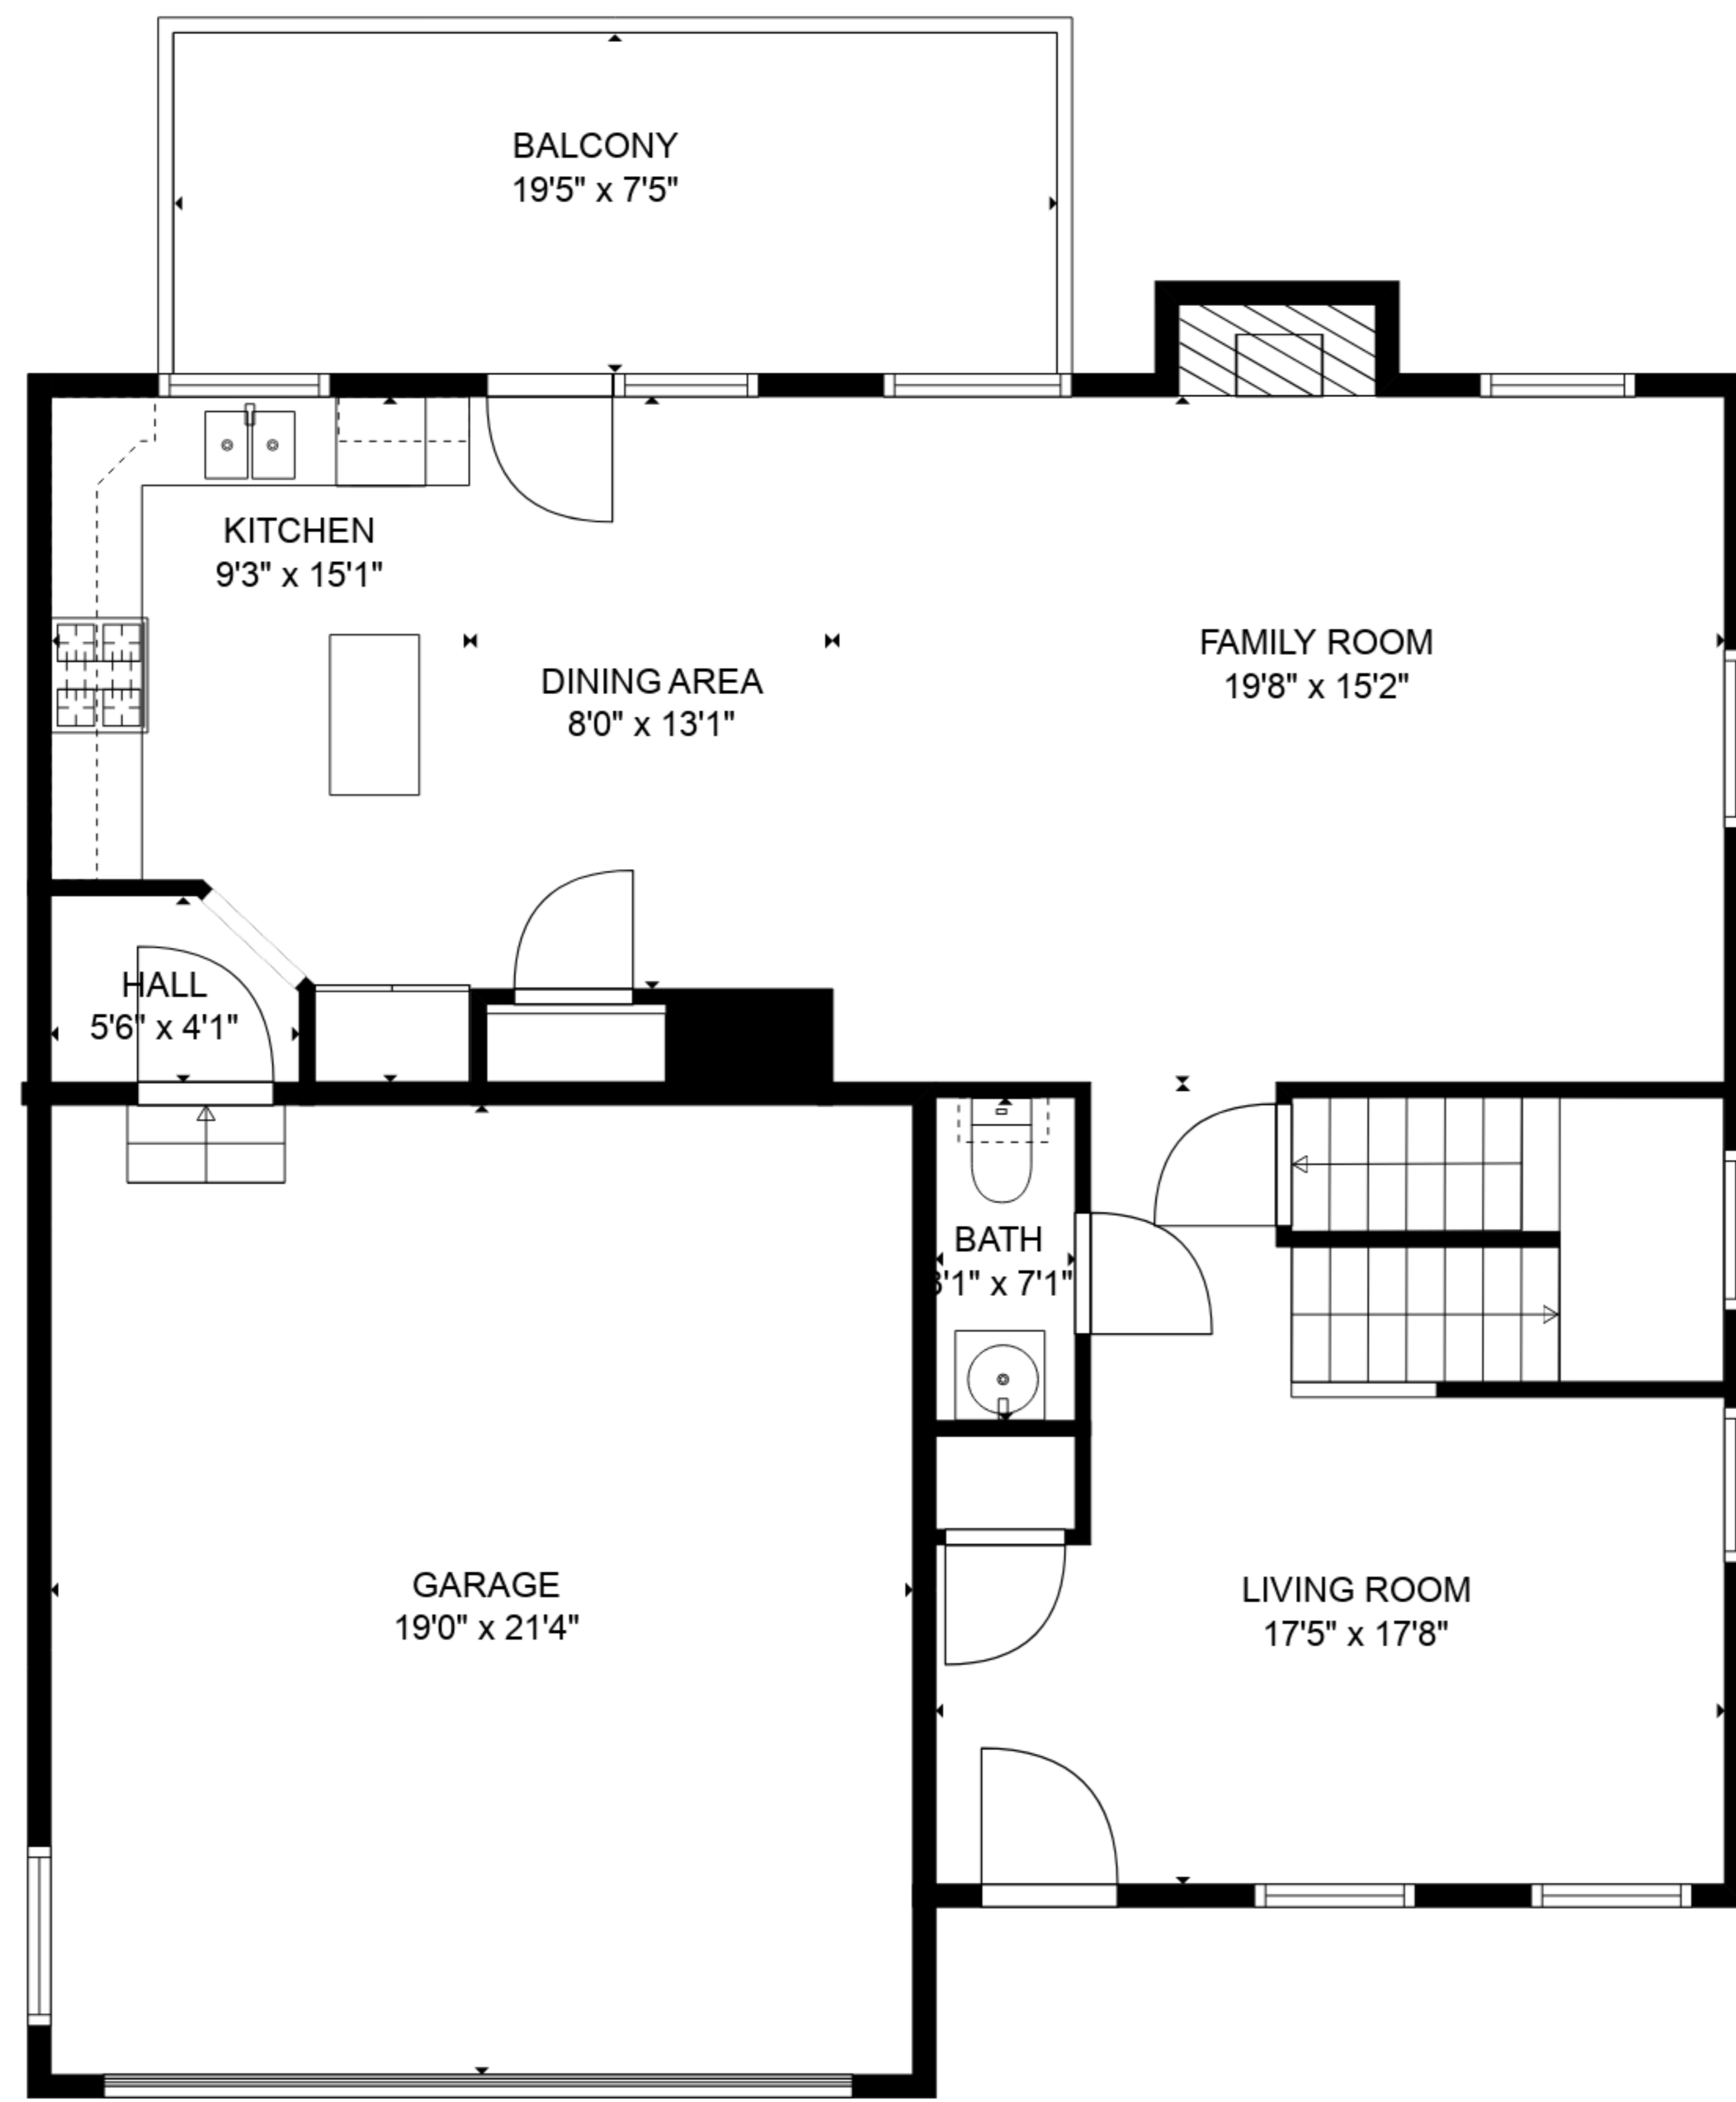 BALCONY
19'5" x 7'5"
KITCHEN
9'3" x 15'1"
DINING AREA
8'0" x 13'1"
FAMILY ROOM
19'8" x 15'2"
HALL
5'6" x 4'1"
BATH
3'1" x 7'1"
GARAGE
19'0" x 21'4"
LIVING ROOM
17'5" x 17'8"